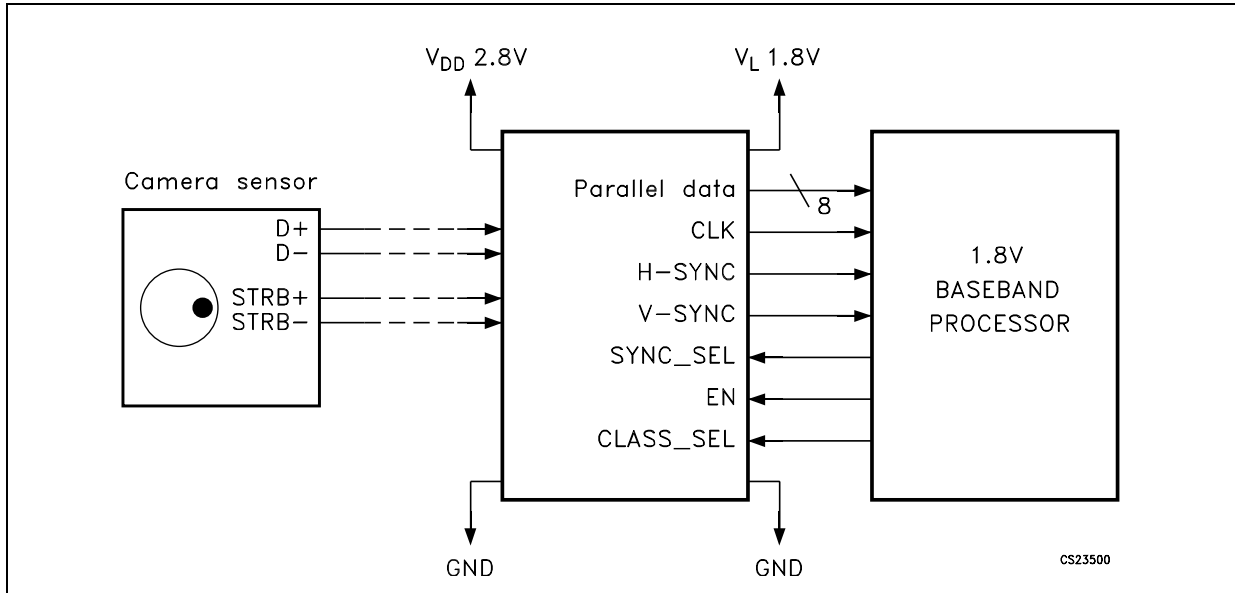 V_DD 2.8V
V_L 1.8V
Camera sensor
D+
D-
STRB+
STRB-
Parallel data
8
CLK
H-SYNC
V-SYNC
SYNC_SEL
EN
CLASS_SEL
1.8V
BASEBAND
PROCESSOR
GND
GND
CS23500